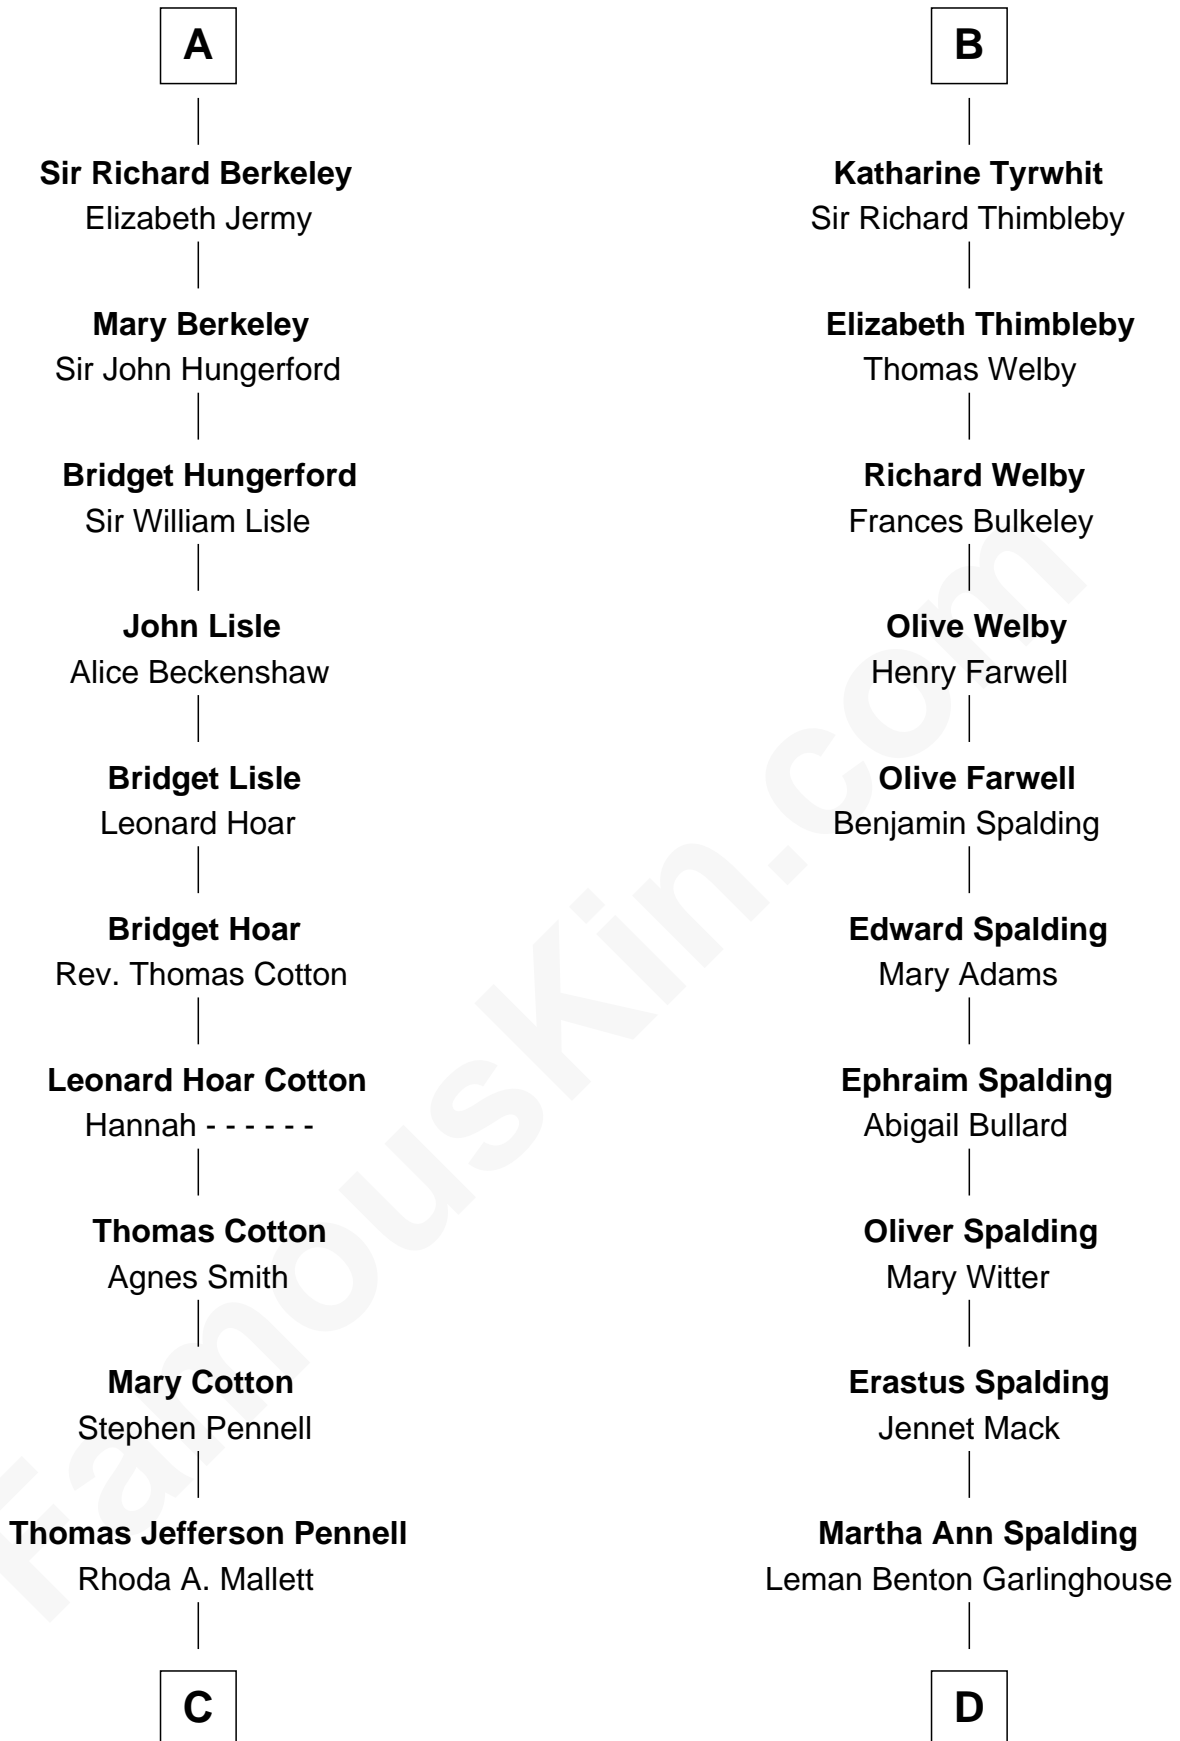 A
Sir Richard Berkeley
Elizabeth Jermy
Mary Berkeley
Sir John Hungerford
Bridget Hungerford
Sir William Lisle
John Lisle
Alice Beckenshaw
Bridget Lisle
Leonard Hoar
Bridget Hoar
Rev. Thomas Cotton
Leonard Hoar Cotton
Hannah - - - - - -
Thomas Cotton
Agnes Smith
Mary Cotton
Stephen Pennell
Thomas Jefferson Pennell
Rhoda A. Mallett
C
B
Katharine Tyrwhit
Sir Richard Thimbleby
Elizabeth Thimbleby
Thomas Welby
Richard Welby
Frances Bulkeley
Olive Welby
Henry Farwell
Olive Farwell
Benjamin Spalding
Edward Spalding
Mary Adams
Ephraim Spalding
Abigail Bullard
Oliver Spalding
Mary Witter
Erastus Spalding
Jennet Mack
Martha Ann Spalding
Leman Benton Garlinghouse
D
FamousKin.com